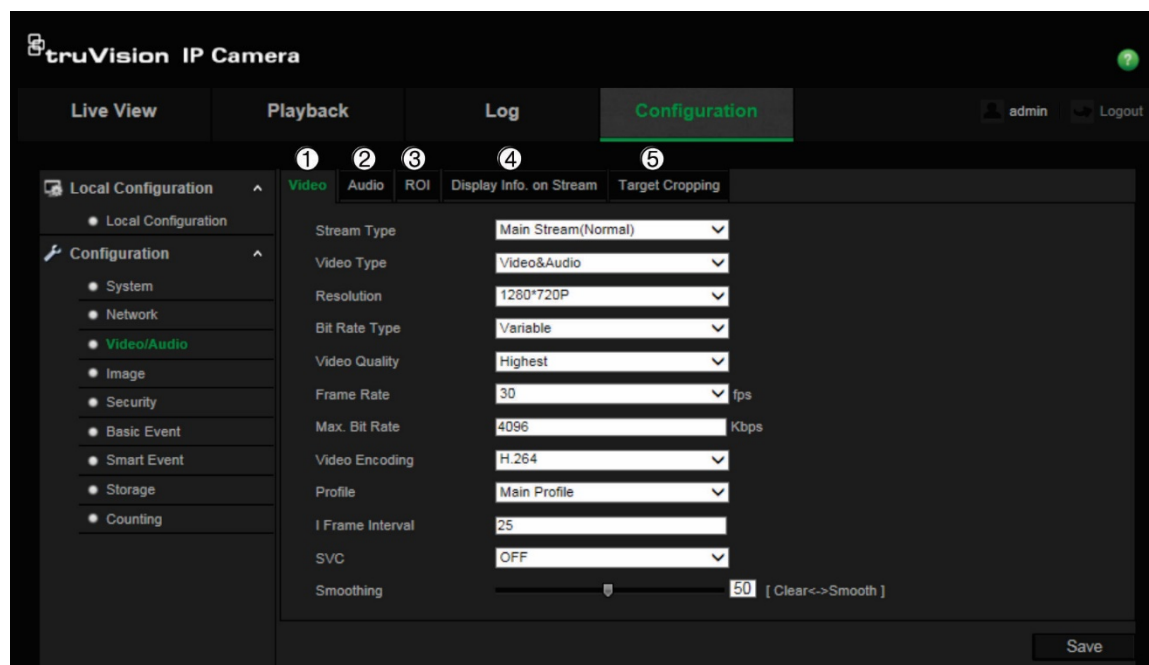 truVision IP Camera
?
Live View Playback Log Configuration admin Logout
① ② ③ ④ ⑤
Local Configuration
Local Configuration
Configuration
System
Network
Video/Audio
Image
Security
Basic Event
Smart Event
Storage
Counting
Video Audio ROI Display Info. on Stream Target Cropping
Stream Type Main Stream(Normal)
Video Type Video&Audio
Resolution 1280*720P
Bit Rate Type Variable
Video Quality Highest
Frame Rate 30 fps
Max. Bit Rate 4096 Kbps
Video Encoding H.264
Profile Main Profile
I Frame Interval 25
SVC OFF
Smoothing 50 [ Clear<->Smooth ]
Save